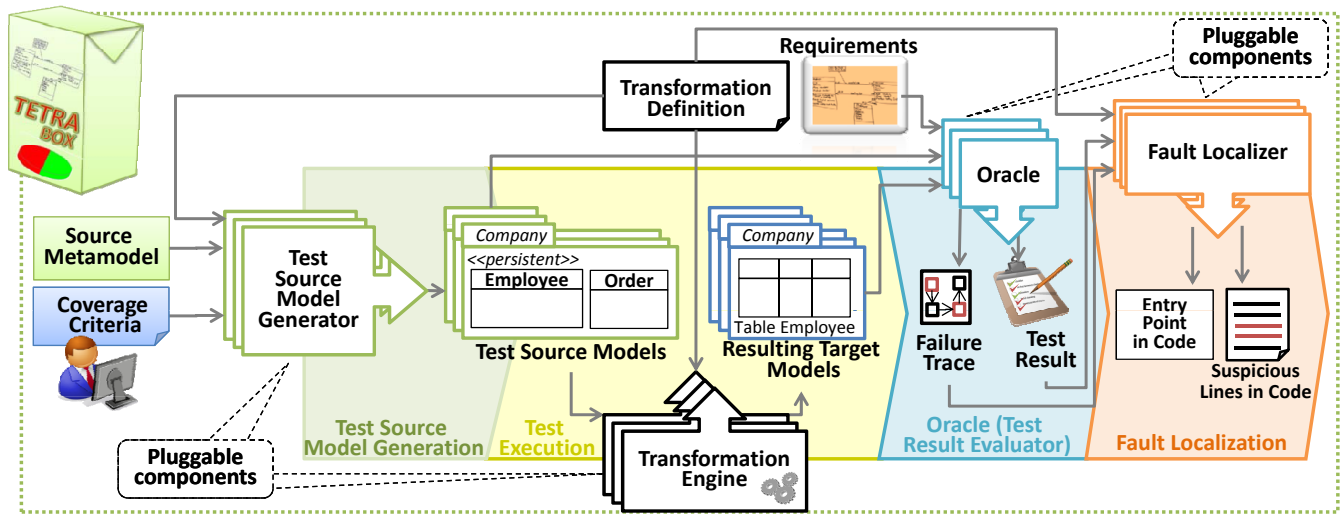 TETRA
BOX
Requirements
Pluggable
components
Transformation
Definition
Oracle
Fault Localizer
Source
Metamodel
Coverage
Criteria
Test
Source
Model
Generator
Company
<<persistent>>
Employee
Order
Test Source Models
Company
Table Employee
Resulting Target
Models
Failure
Trace
Test
Result
Entry
Point
in Code
Suspicious
Lines in Code
Test Source
Model Generation
Test
Execution
Oracle (Test
Result Evaluator)
Fault Localization
Pluggable
components
Transformation
Engine